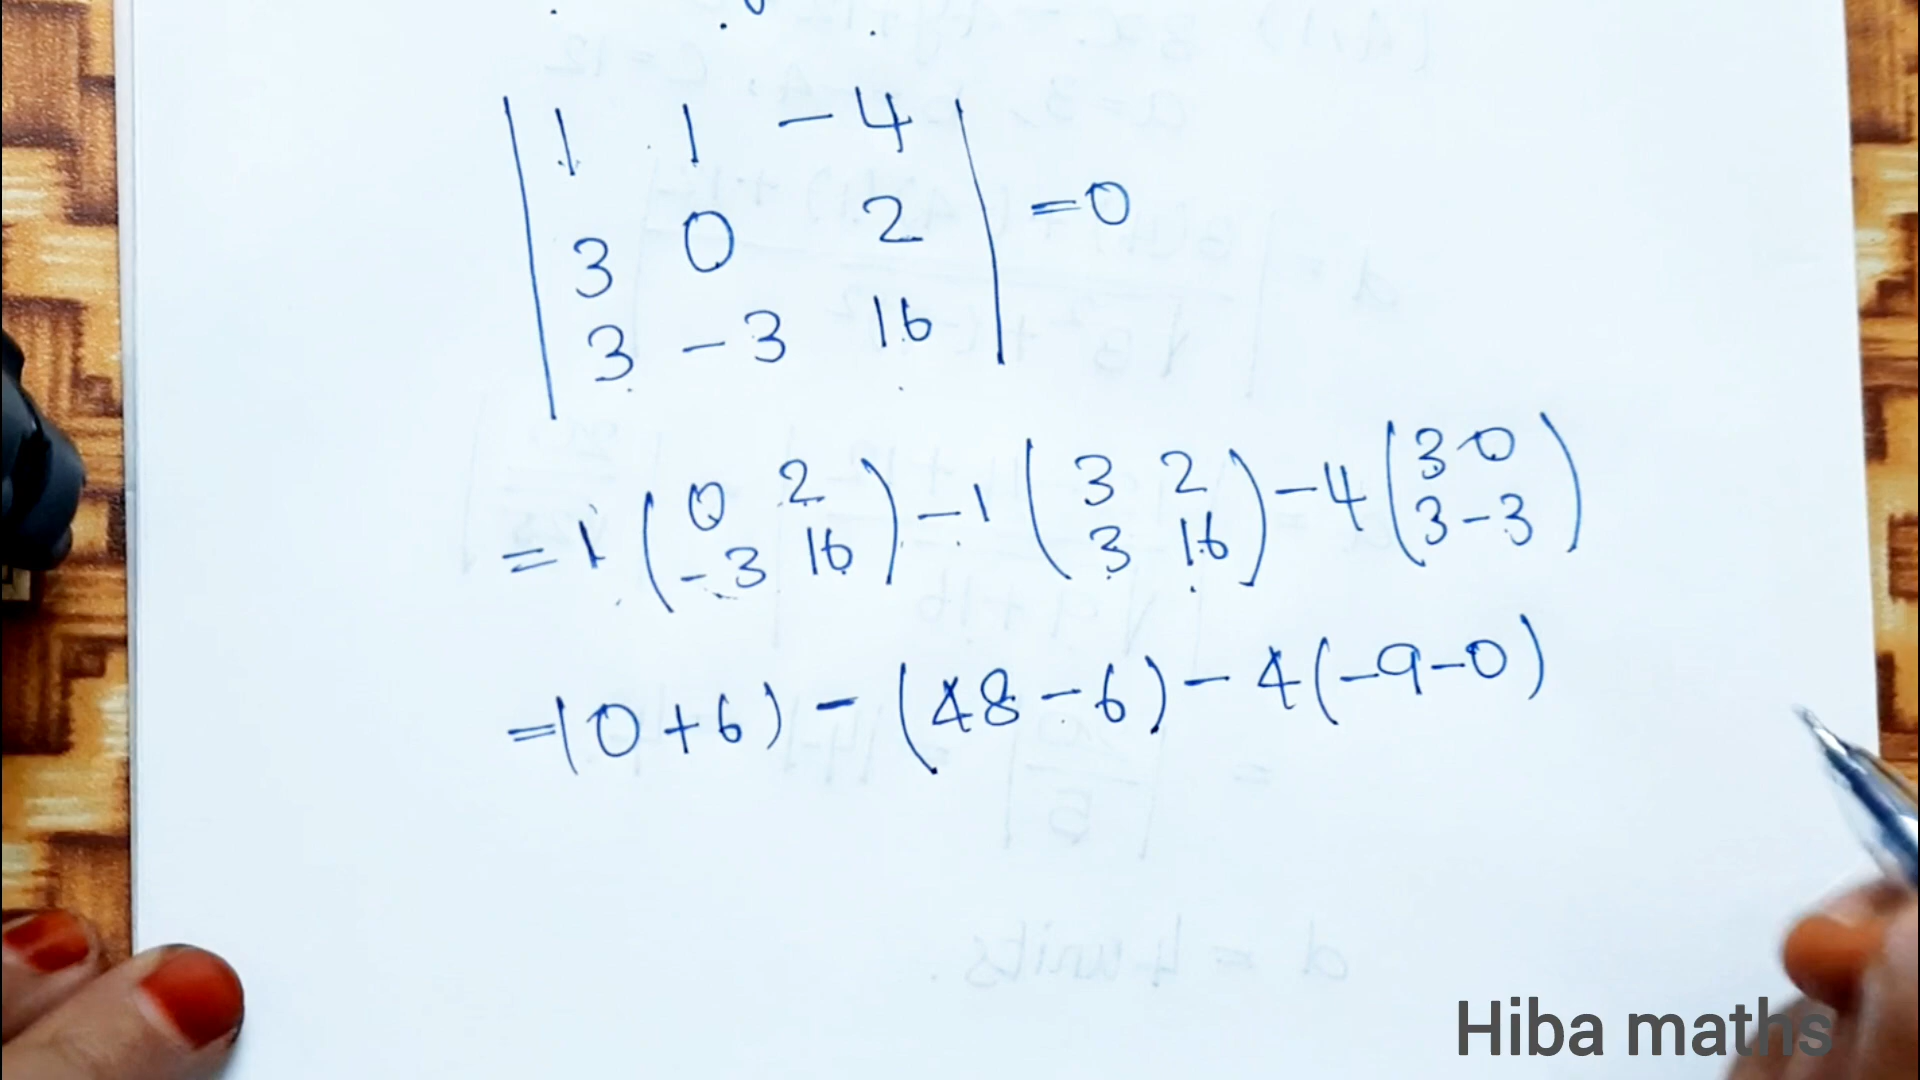 | 1 1 -4 |
| 3 0 2 | =0
| 3 -3 16 |
=1 ( 0 2 ) -1 ( 3 2 ) -4 ( 3 0 )
( -3 16 ) ( 3 16 ) ( 3 -3 )
=(0+6) - (48-6) - 4(-9-0)
Hiba maths